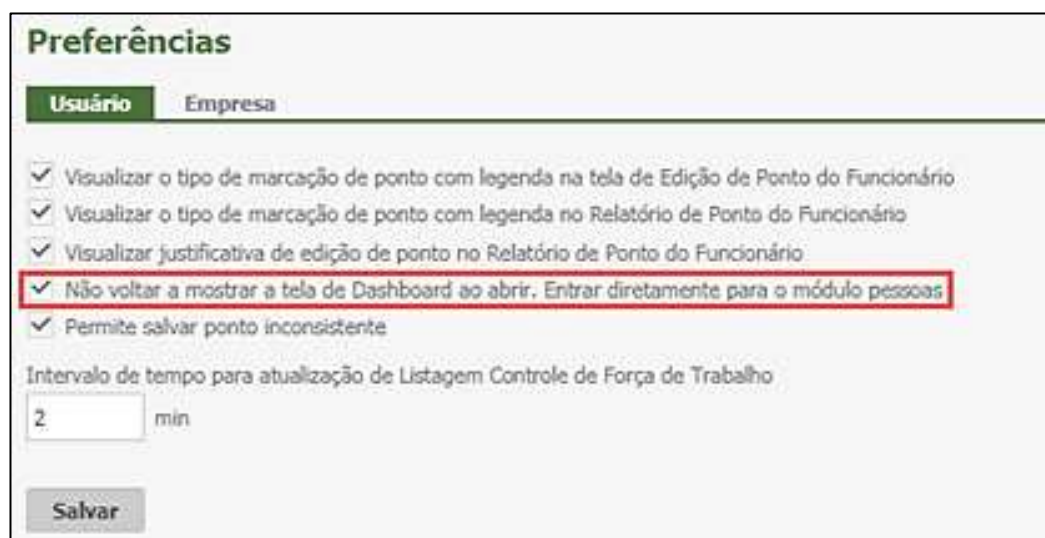 Preferências
Usuário Empresa
Visualizar o tipo de marcação de ponto com legenda na tela de Edição de Ponto do Funcionário
Visualizar o tipo de marcação de ponto com legenda no Relatório de Ponto do Funcionário
Visualizar justificativa de edição de ponto no Relatório de Ponto do Funcionário
Não voltar a mostrar a tela de Dashboard ao abrir. Entrar diretamente para o módulo pessoas
Permite salvar ponto inconsistente
Intervalo de tempo para atualização de Listagem Controle de Força de Trabalho
2 min
Salvar